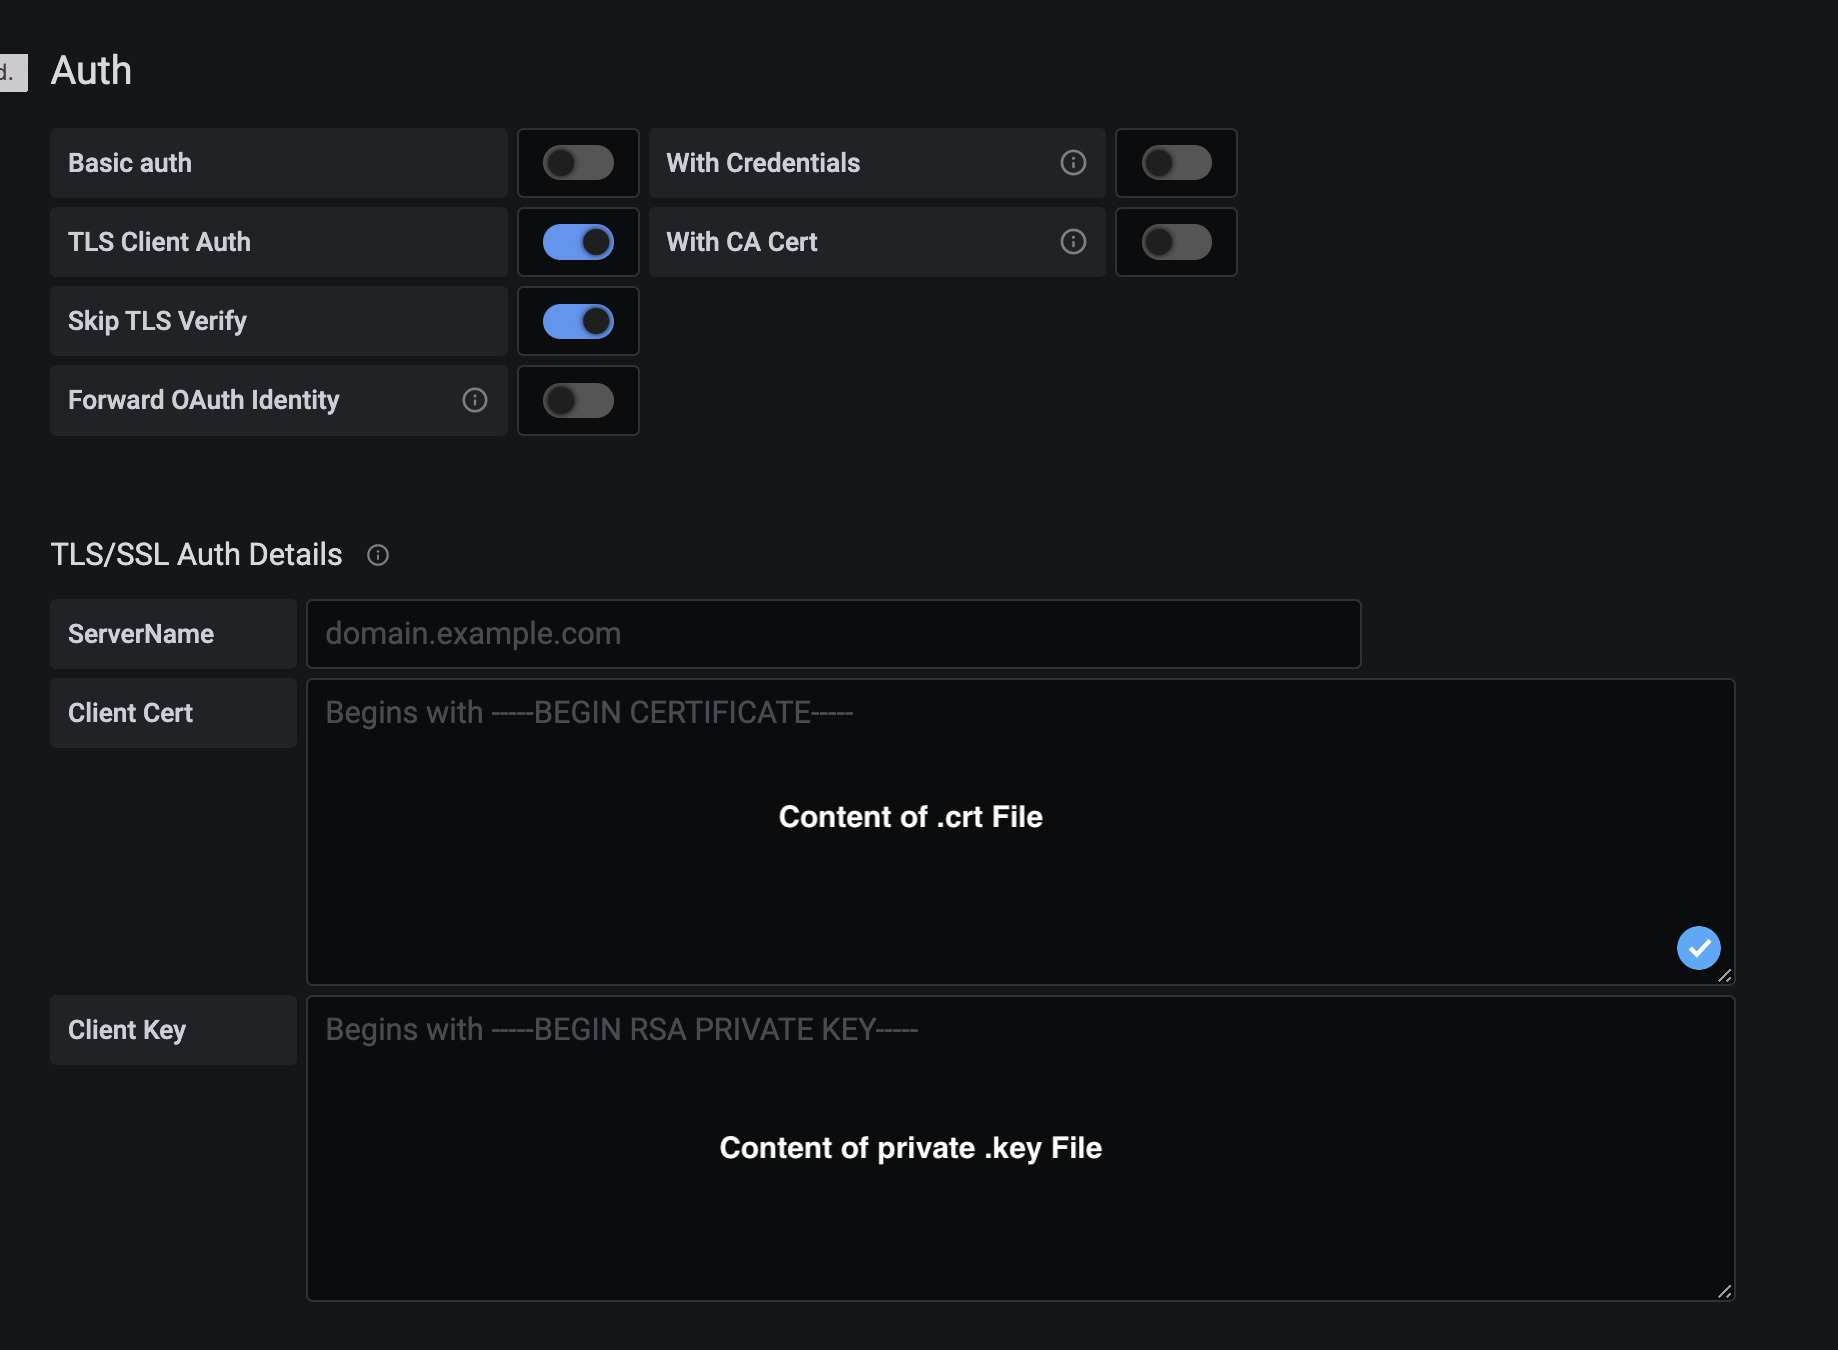 d.
Auth
Basic auth
With Credentials
TLS Client Auth
With CA Cert
Skip TLS Verify
Forward OAuth Identity
TLS/SSL Auth Details
ServerName
domain.example.com
Client Cert
Begins with -----BEGIN CERTIFICATE-----
Content of .crt File
Client Key
Begins with -----BEGIN RSA PRIVATE KEY-----
Content of private .key File